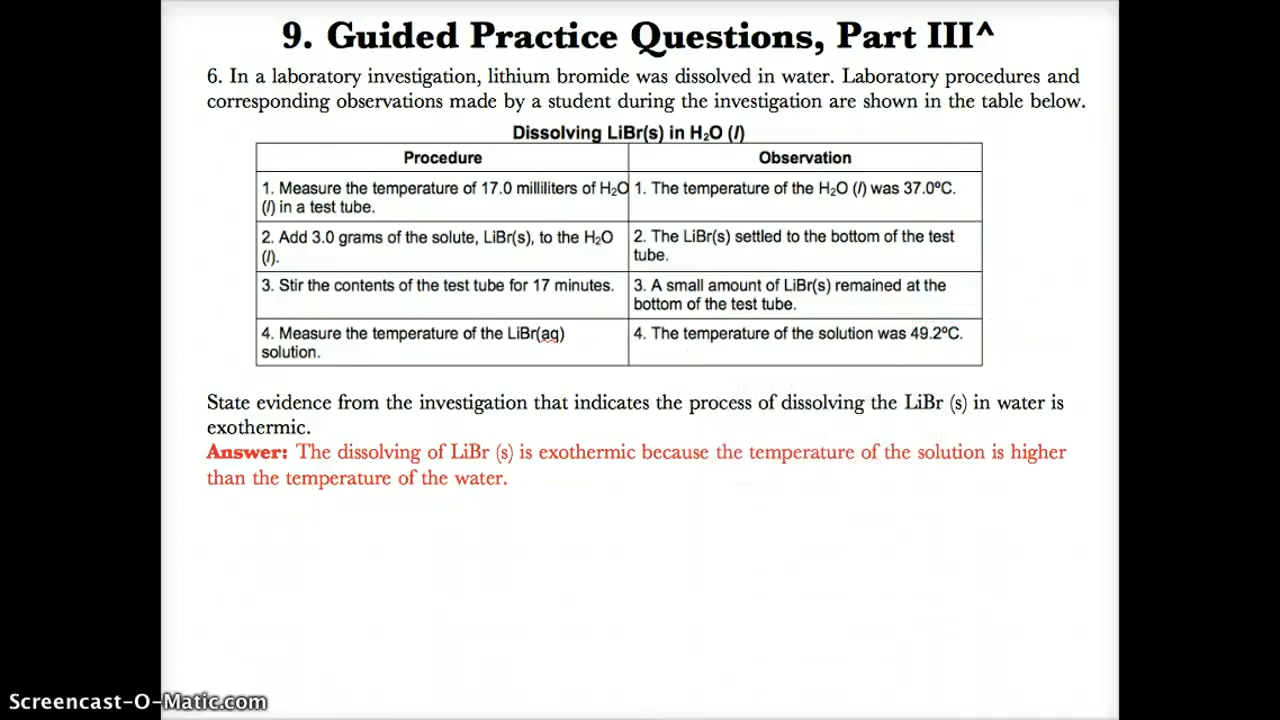 9. Guided Practice Questions, Part III^
6. In a laboratory investigation, lithium bromide was dissolved in water. Laboratory procedures and
corresponding observations made by a student during the investigation are shown in the table below.
Dissolving LiBr(s) in H₂O (l)
Procedure
Observation
1. Measure the temperature of 17.0 milliliters of H₂O
(l) in a test tube.
1. The temperature of the H₂O (l) was 37.0ºC.
2. Add 3.0 grams of the solute, LiBr(s), to the H₂O
(l).
2. The LiBr(s) settled to the bottom of the test
tube.
3. Stir the contents of the test tube for 17 minutes.
3. A small amount of LiBr(s) remained at the
bottom of the test tube.
4. Measure the temperature of the LiBr(aq)
solution.
4. The temperature of the solution was 49.2ºC.
State evidence from the investigation that indicates the process of dissolving the LiBr (s) in water is
exothermic.
Answer: The dissolving of LiBr (s) is exothermic because the temperature of the solution is higher
than the temperature of the water.
Screencast-O-Matic.com